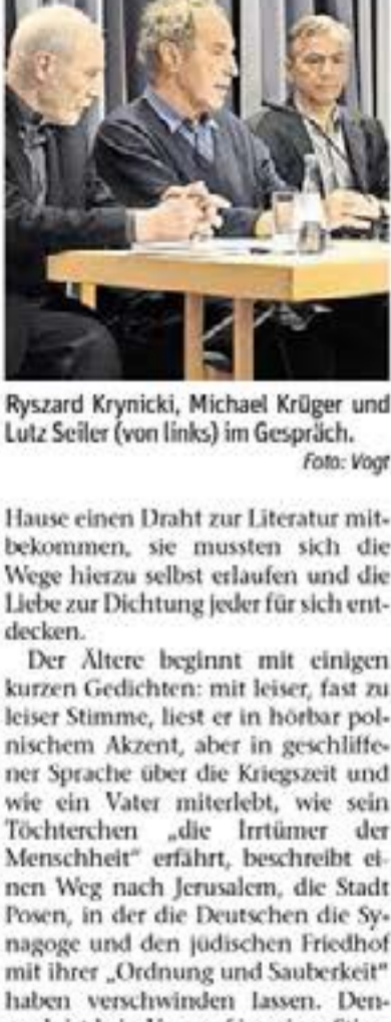 Ryszard Krynicki, Michael Krüger und
Lutz Seiler (von links) im Gespräch.
Foto: Vogt
Hause einen Draht zur Literatur mit-
bekommen, sie mussten sich die
Wege hierzu selbst erlaufen und die
Liebe zur Dichtung jeder für sich ent-
decken.
Der Ältere beginnt mit einigen
kurzen Gedichten: mit leiser, fast zu
leiser Stimme, liest er in hörbar pol-
nischem Akzent, aber in geschliffe-
ner Sprache über die Kriegszeit und
wie ein Vater miterlebt, wie sein
Töchterchen „die Irrtümer der
Menschheit“ erfährt, beschreibt ei-
nen Weg nach Jerusalem, die Stadt
Posen, in der die Deutschen die Sy-
nagoge und den jüdischen Friedhof
mit ihrer „Ordnung und Sauberkeit“
haben verschwinden lassen. Den-